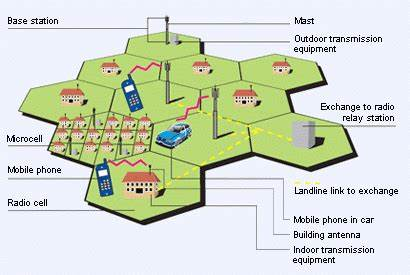 Base station
Mast
Outdoor transmission
equipment
Exchange to radio
relay station
Microcell
Mobile phone
Radio cell
Landline link to exchange
Mobile phone in car
Building antenna
Indoor transmission
equipment